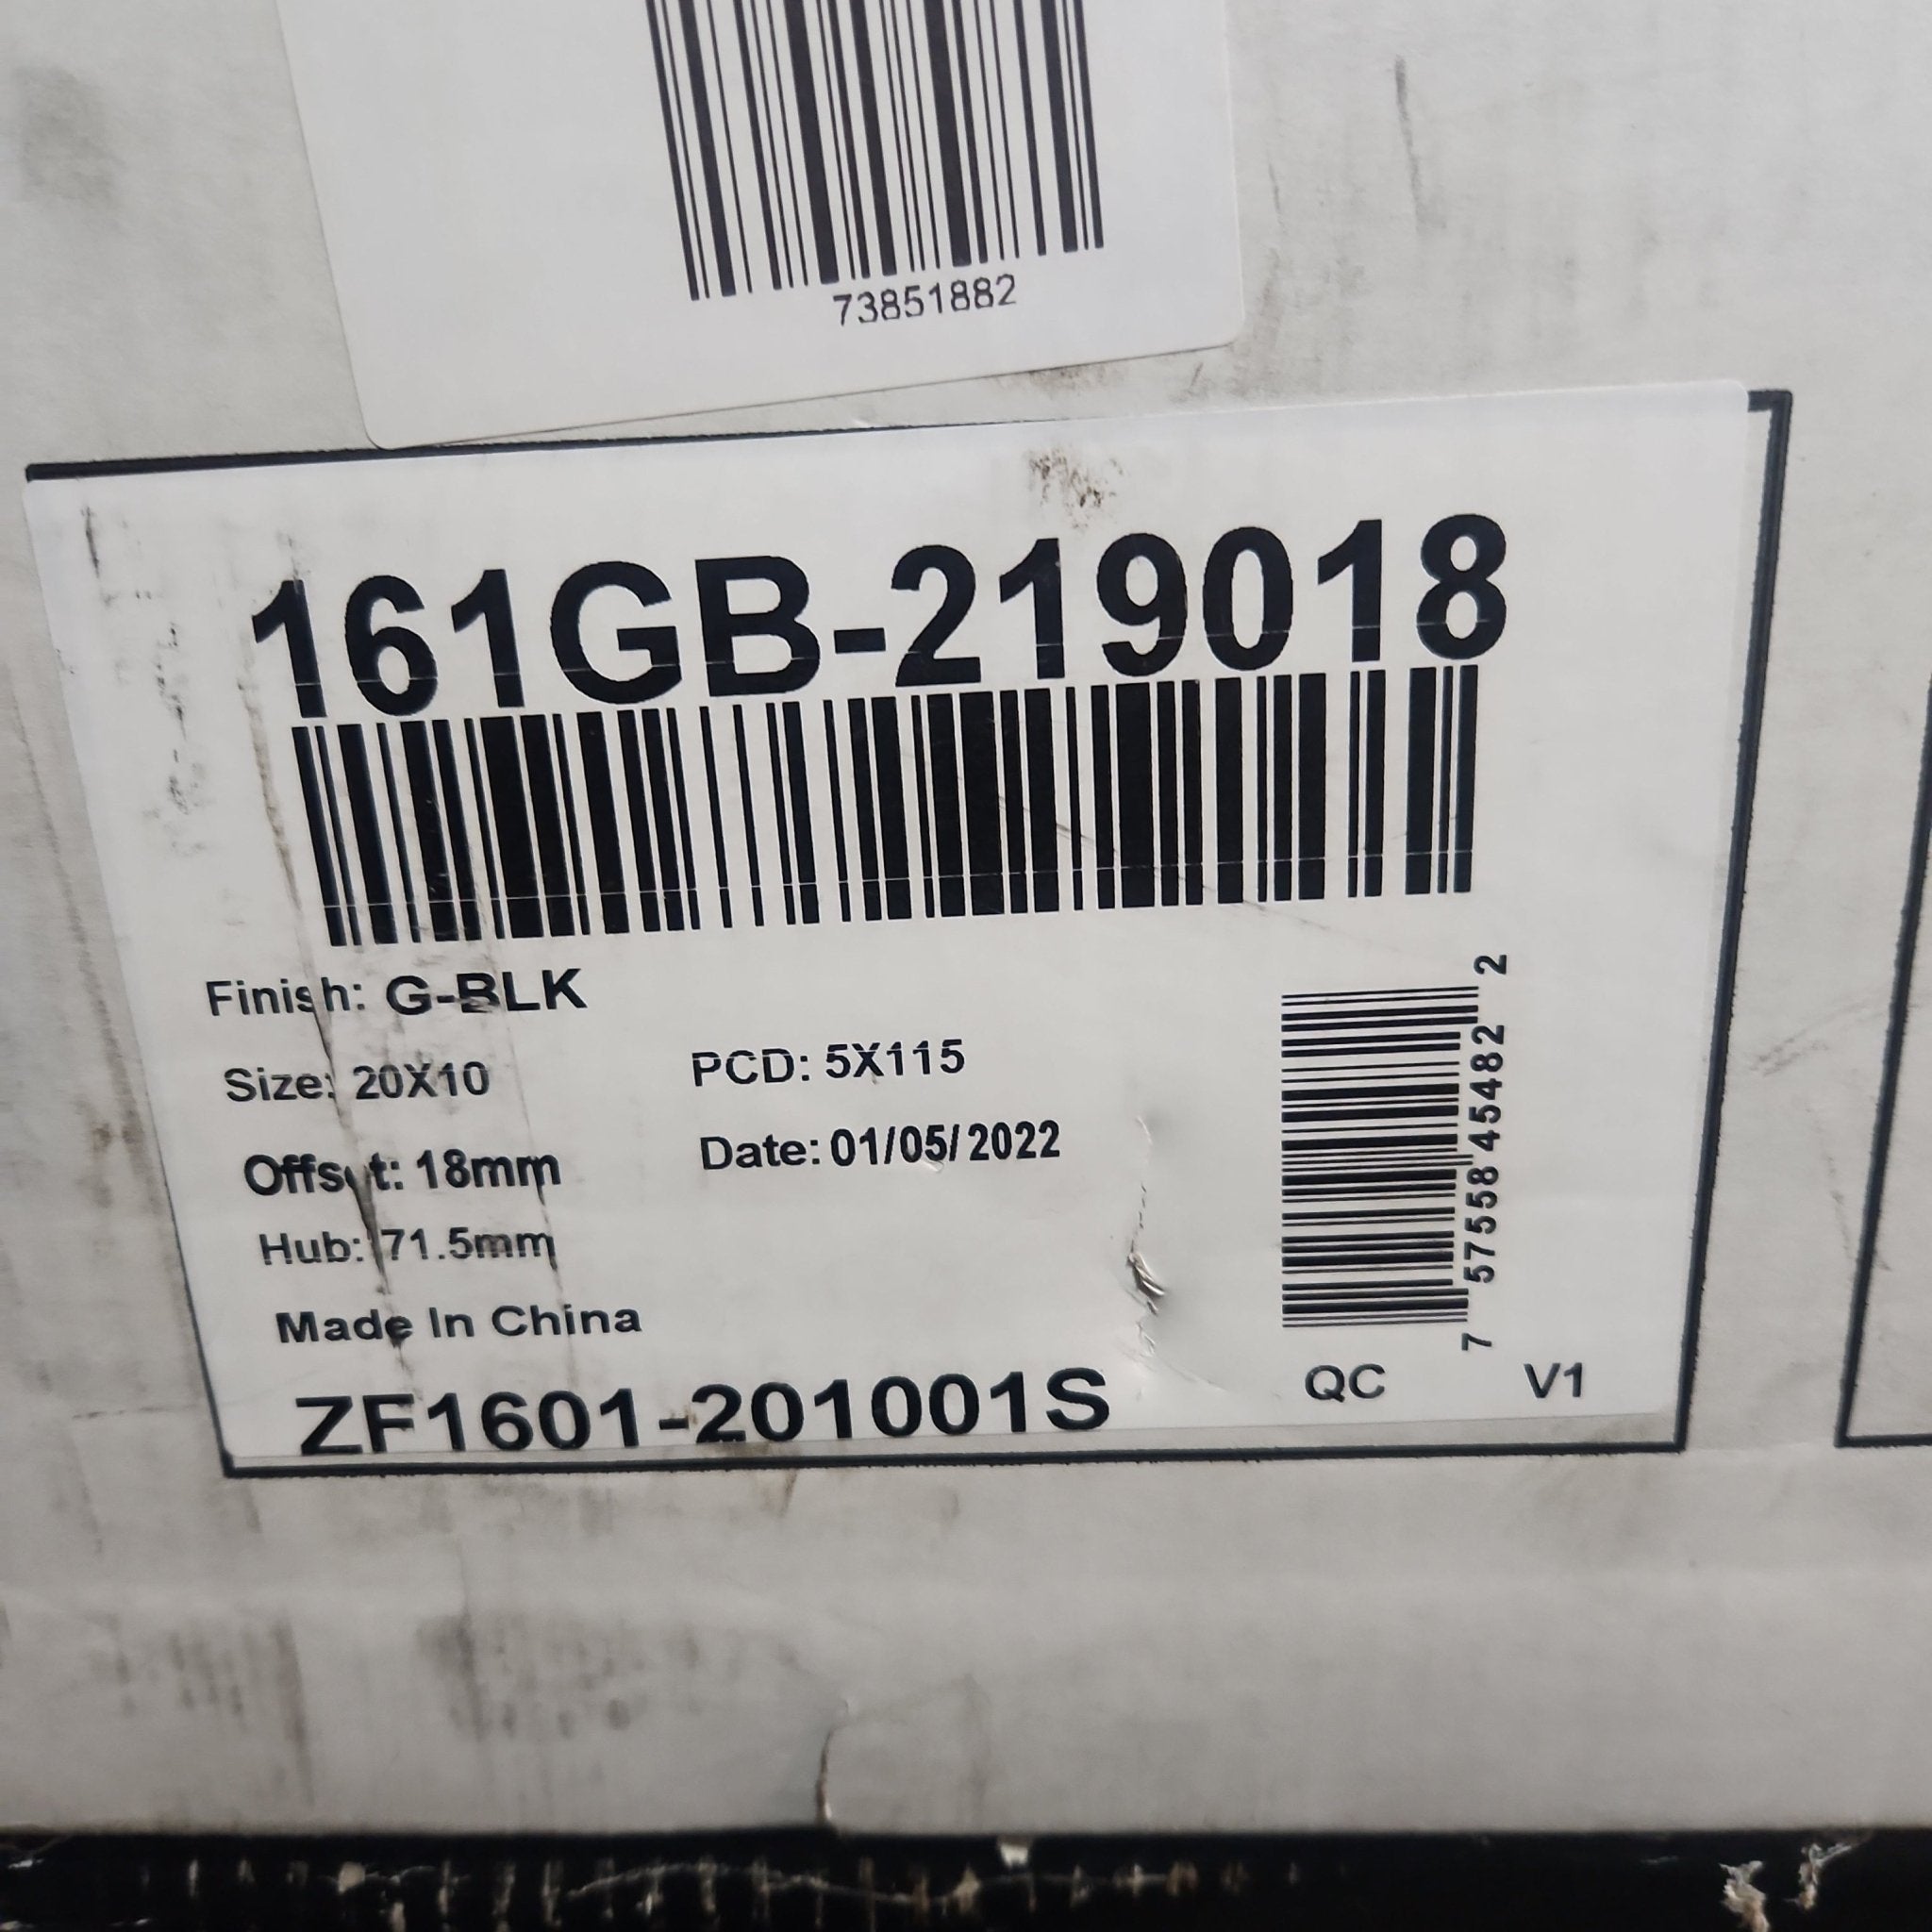 73851882
161GB-219018
Finish: G-BLK
Size: 20X10
PCD: 5X115
Offset: 18mm
Date: 01/05/2022
Hub: 71.5mm
Made In China
ZF1601-201001S
7 57558 45482 2
QC V1